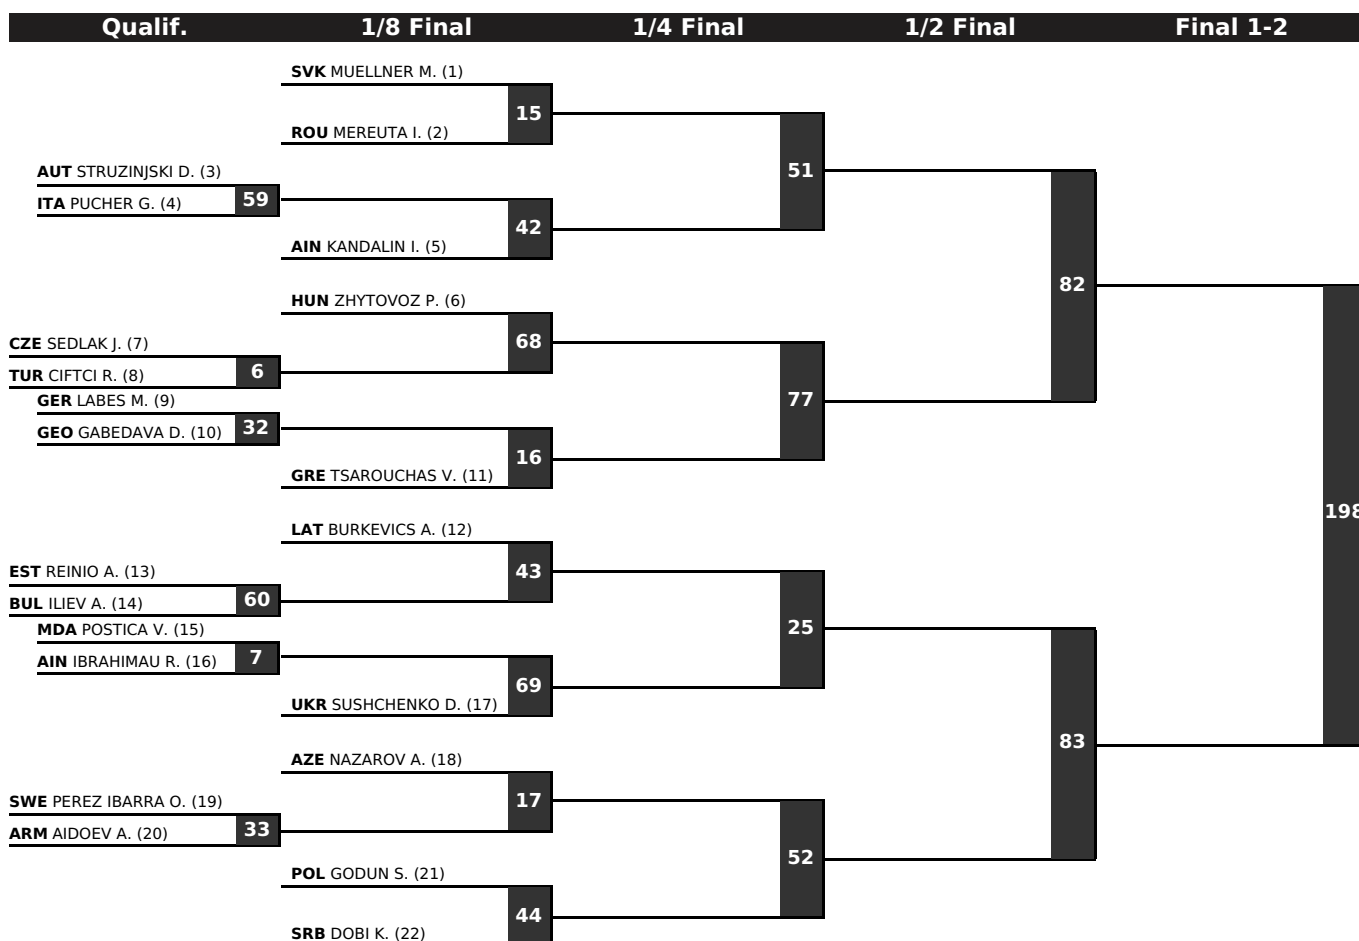 Qualif. 1/8 Final 1/4 Final 1/2 Final Final 1-2
SVK MUELLNER M. (1)
15
ROU MEREUTA I. (2)
AUT STRUZINJSKI D. (3)
51
ITA PUCHER G. (4) 59
42
AIN KANDALIN I. (5)
82
HUN ZHYTOVOZ P. (6)
68
CZE SEDLAK J. (7)
TUR CIFTCI R. (8) 6
GER LABES M. (9)
77
GEO GABEDAVA D. (10) 32
16
GRE TSAROUCHAS V. (11)
198
LAT BURKEVICS A. (12)
43
EST REINIO A. (13)
BUL ILIEV A. (14) 60
MDA POSTICA V. (15)
25
AIN IBRAHIMAU R. (16) 7
69
UKR SUSHCHENKO D. (17)
83
AZE NAZAROV A. (18)
17
SWE PEREZ IBARRA O. (19)
ARM AIDOEV A. (20) 33
52
POL GODUN S. (21)
44
SRB DOBI K. (22)